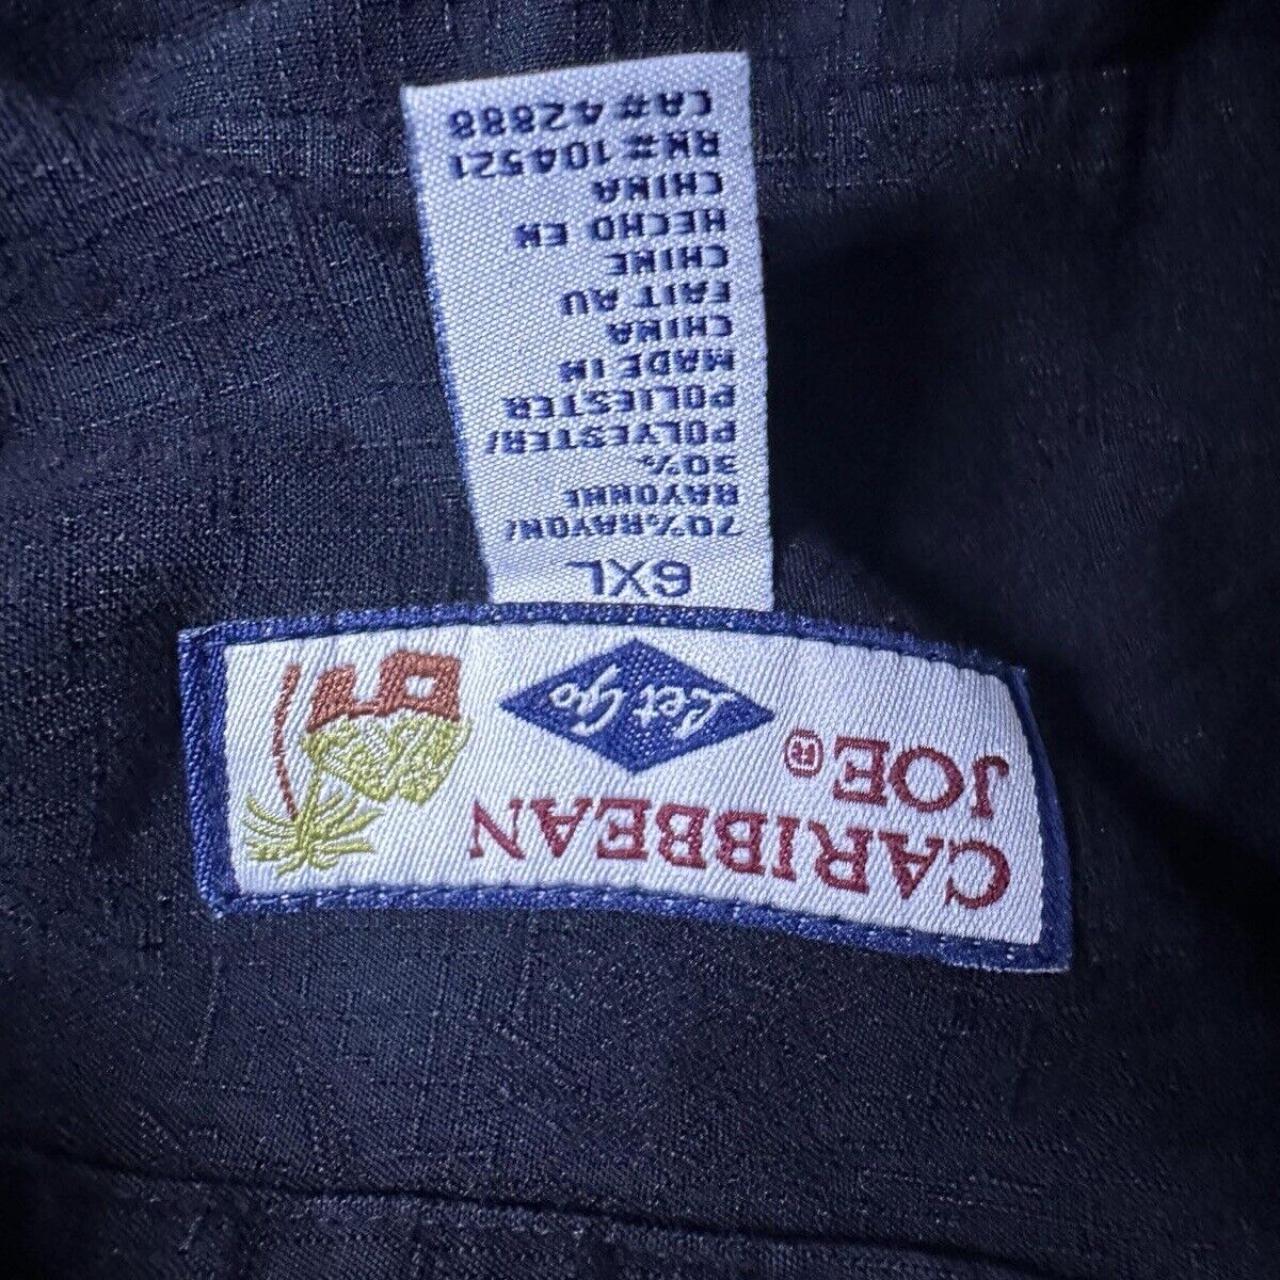 CARIBBEAN
JOE®
Let Go
6XL
70%RAYON/
RAYONNE
30%
POLYESTER/
POLIESTER
MADE IN
CHINA
FAIT AU
CHINE
HECHO EN
CHINA
RN# 104521
CA# 42888